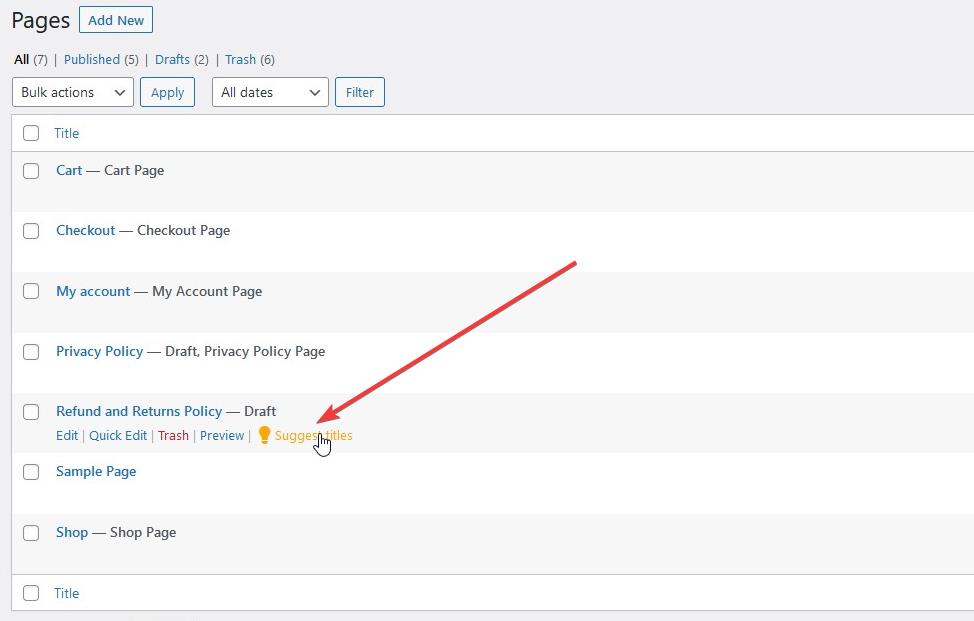 Pages Add New
All (7) | Published (5) | Drafts (2) | Trash (6)
Bulk actions Apply All dates Filter
Title
Cart — Cart Page
Checkout — Checkout Page
My account — My Account Page
Privacy Policy — Draft, Privacy Policy Page
Refund and Returns Policy — Draft
Edit | Quick Edit | Trash | Preview | Suggest titles
Sample Page
Shop — Shop Page
Title